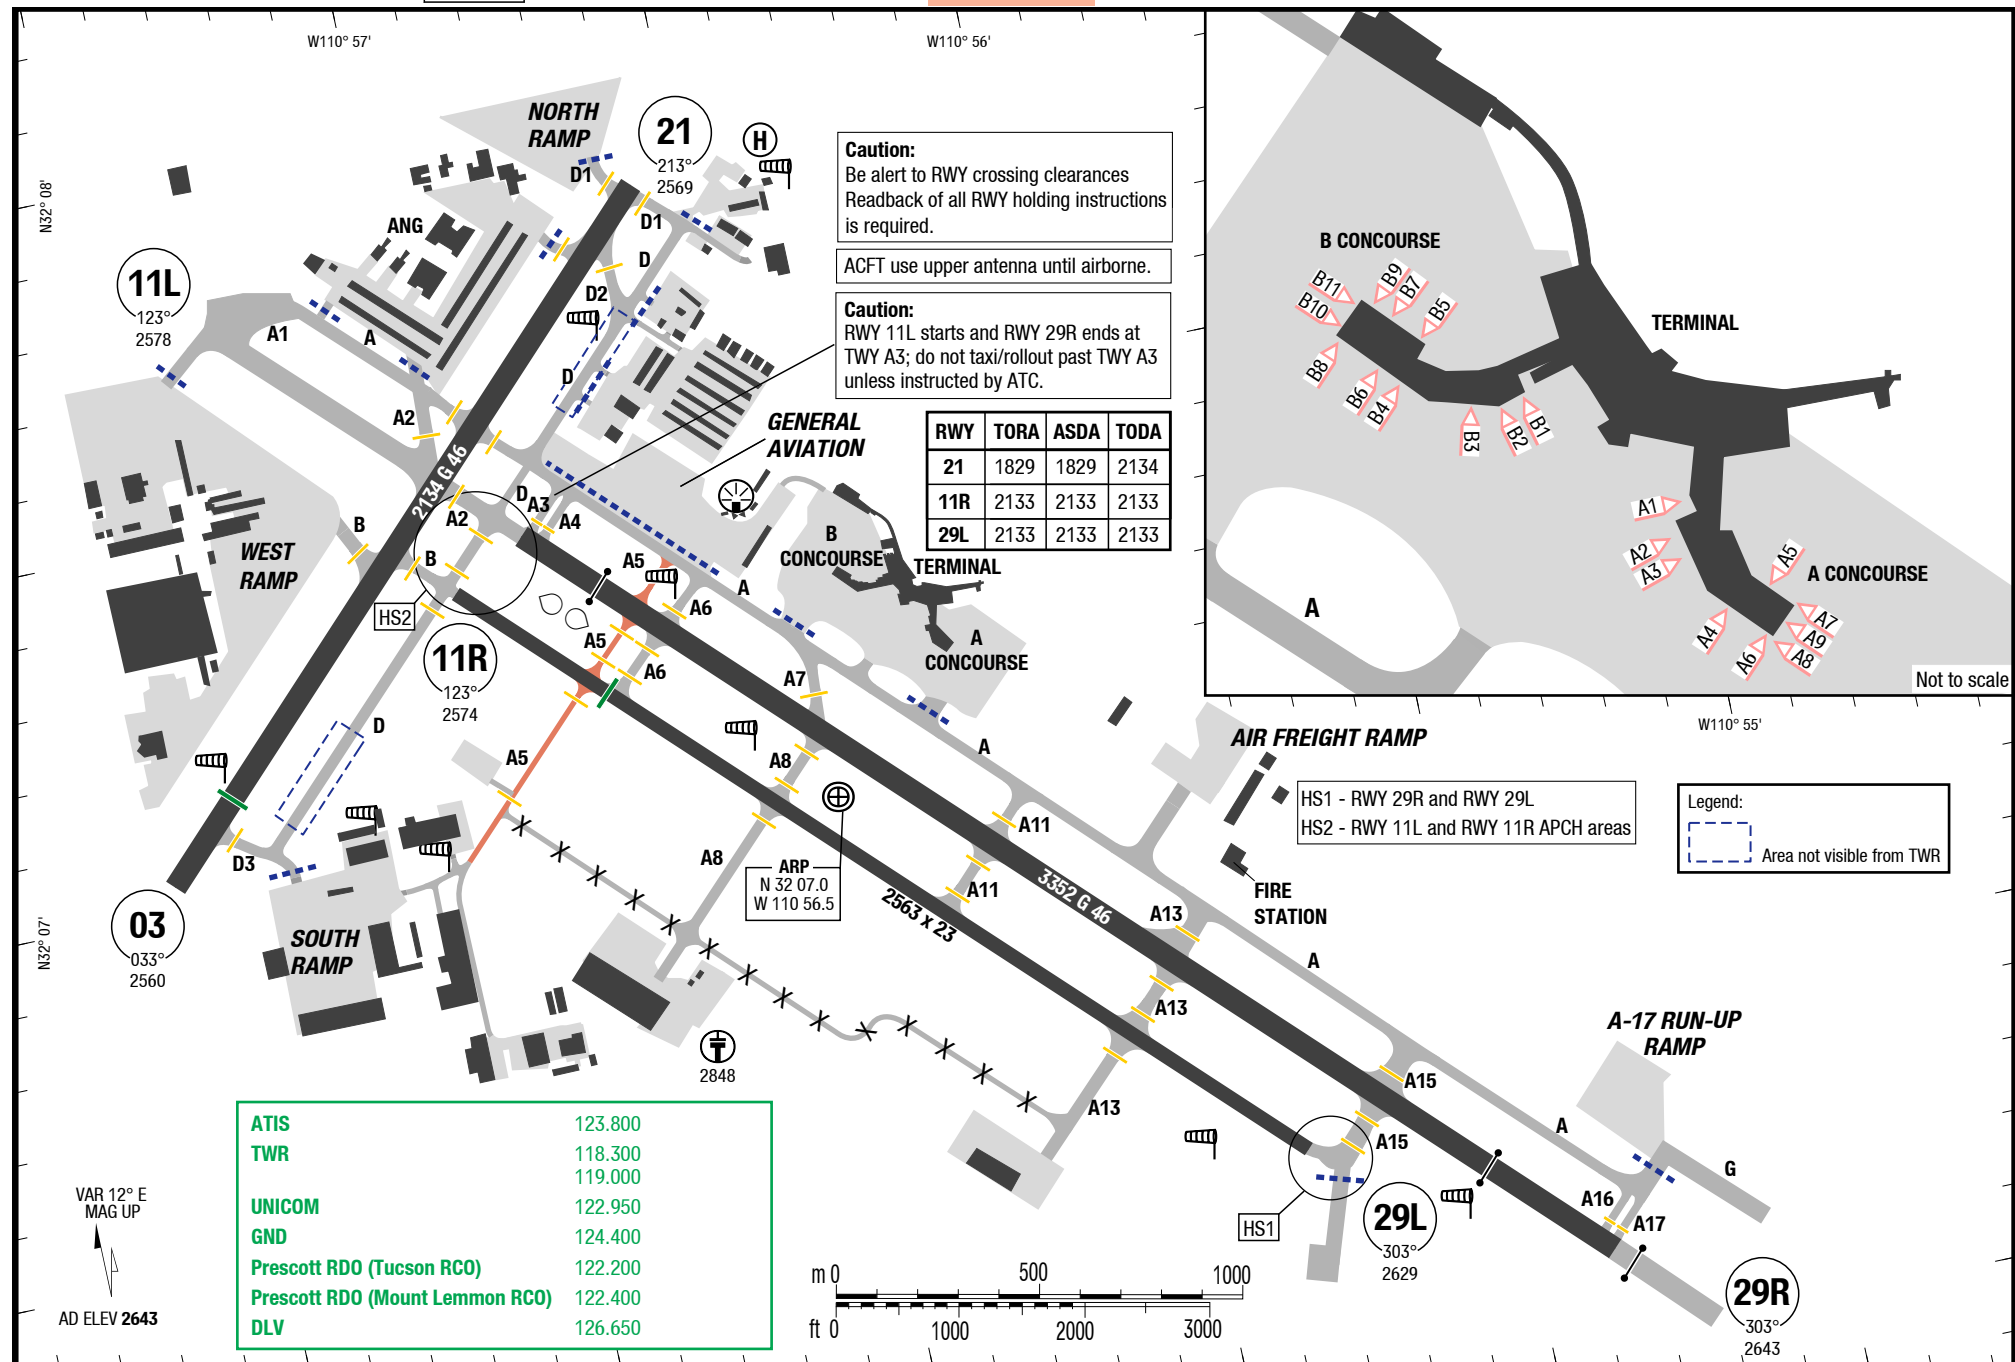 W110° 57'
W110° 56'
N32° 08'
N32° 07'
W110° 55'
NORTH
RAMP
21
213°
2569
H
D1
D1
D
D2
D
ANG
11L
123°
2578
A1
A
A2
2134 G 46
A2
B
B
D
A3
A4
WEST
RAMP
HS2
11R
123°
2574
D
D3
03
033°
2560
SOUTH
RAMP
Caution:
Be alert to RWY crossing clearances
Readback of all RWY holding instructions
is required.
ACFT use upper antenna until airborne.
Caution:
RWY 11L starts and RWY 29R ends at
TWY A3; do not taxi/rollout past TWY A3
unless instructed by ATC.
GENERAL
AVIATION
RWY TORA ASDA TODA
21 1829 1829 2134
11R 2133 2133 2133
29L 2133 2133 2133
B
CONCOURSE
TERMINAL
A
CONCOURSE
A5
A6
A
A5
A6
A5
A7
A8
A8
A
ARP
N 32 07.0
W 110 56.5
A11
A11
2563 x 23
3352 G 46
A13
A13
A13
A
2848
A15
A15
HS1
29L
303°
2629
A16
A17
A
G
A-17 RUN-UP
RAMP
29R
303°
2643
AIR FREIGHT RAMP
FIRE
STATION
HS1 - RWY 29R and RWY 29L
HS2 - RWY 11L and RWY 11R APCH areas
Legend:
Area not visible from TWR
B CONCOURSE
B11
B10
B9
B7
B5
B8
B6
B4
B3
B2
B1
TERMINAL
A1
A2
A3
A5
A CONCOURSE
A4
A6
A7
A9
A8
A
Not to scale
ATIS 123.800
TWR 118.300
119.000
UNICOM 122.950
GND 124.400
Prescott RDO (Tucson RCO) 122.200
Prescott RDO (Mount Lemmon RCO) 122.400
DLV 126.650
VAR 12° E
MAG UP
AD ELEV 2643
m 0 500 1000
ft 0 1000 2000 3000